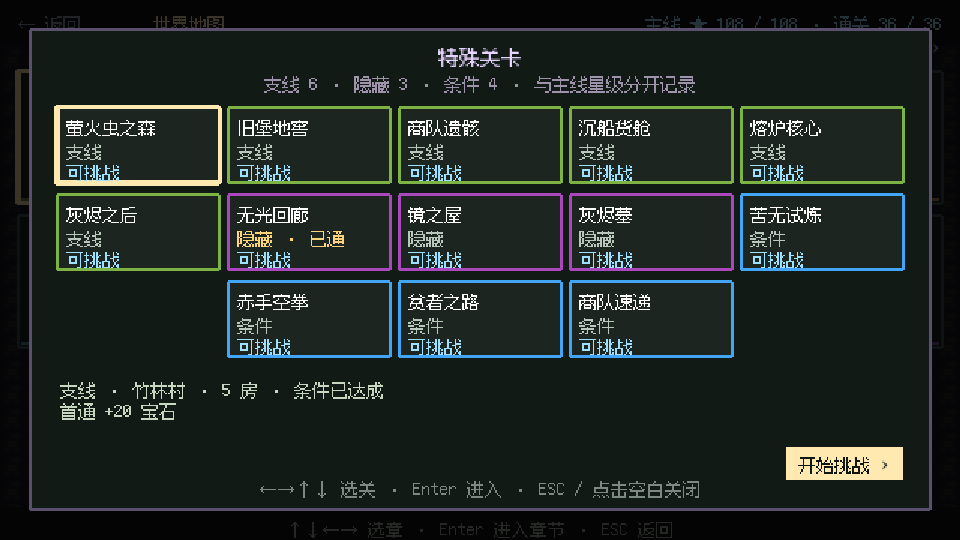 ← 返回 世界地图 主线 ★ 108 / 108 · 通关 36 / 36
特殊关卡
支线 6 · 隐藏 3 · 条件 4 · 与主线星级分开记录
萤火虫之森 旧堡地窖 商队遗骸 沉船货舱 熔炉核心
支线 支线 支线 支线 支线
可挑战 可挑战 可挑战 可挑战 可挑战
灰烬之后 无光回廊 镜之屋 灰烬墓 苦无试炼
支线 隐藏 · 已通 隐藏 隐藏 条件
可挑战 可挑战 可挑战 可挑战 可挑战
赤手空拳 贫者之路 商队速递
条件 条件 条件
可挑战 可挑战 可挑战
支线 · 竹林村 · 5 房 · 条件已达成
首通 +20 宝石
开始挑战 ›
←→↑↓ 选关 · Enter 进入 · ESC / 点击空白关闭
↑↓←→ 选章 · Enter 进入章节 · ESC 返回